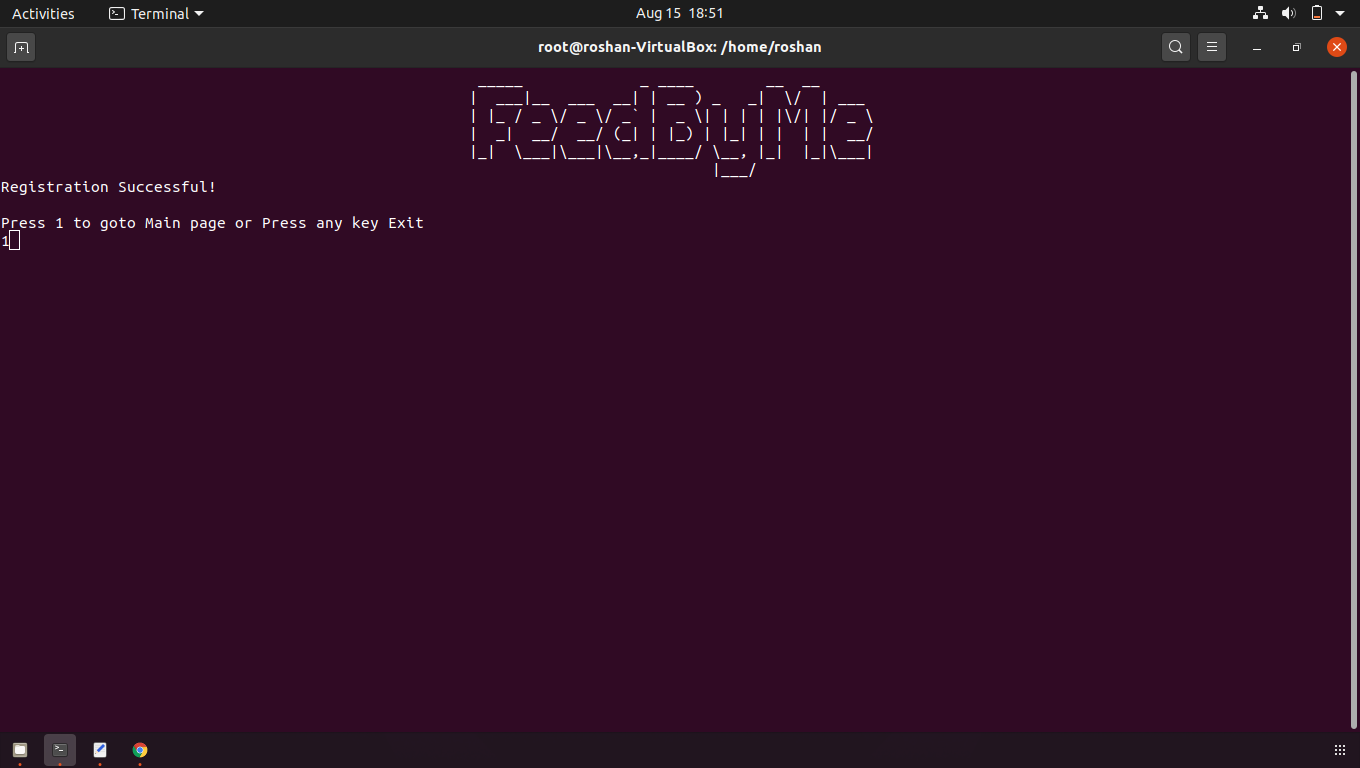 Activities Terminal Aug 15 18:51
root@roshan-VirtualBox: /home/roshan
FeedByMe
Registration Successful!
Press 1 to goto Main page or Press any key Exit
1